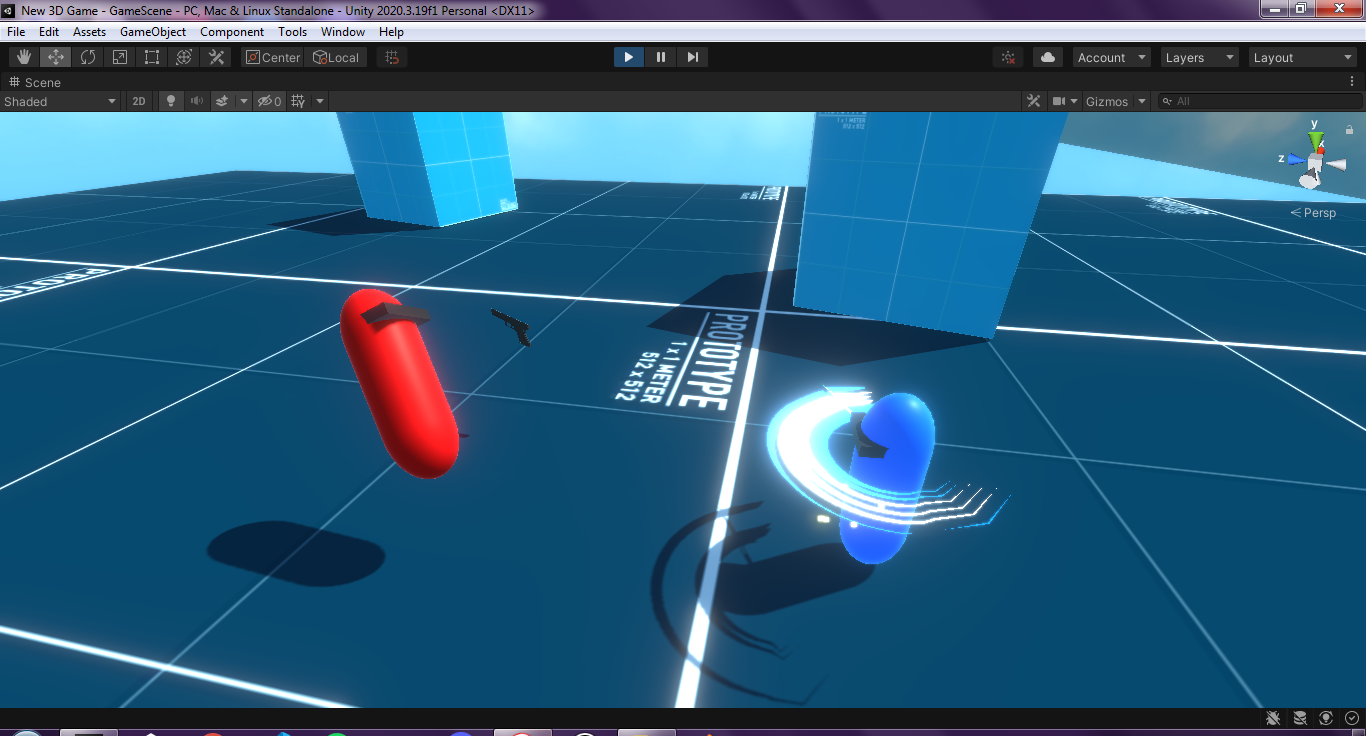 New 3D Game - GameScene - PC, Mac & Linux Standalone - Unity 2020.3.19f1 Personal <DX11>
File Edit Assets GameObject Component Tools Window Help
Center Local Account Layers Layout
Scene
Shaded 2D 0 Gizmos All
y
x
z
Persp
1 x 1 METER
512 x 512
PROTO
PROTOTYPE
1 x 1 METER
512 x 512